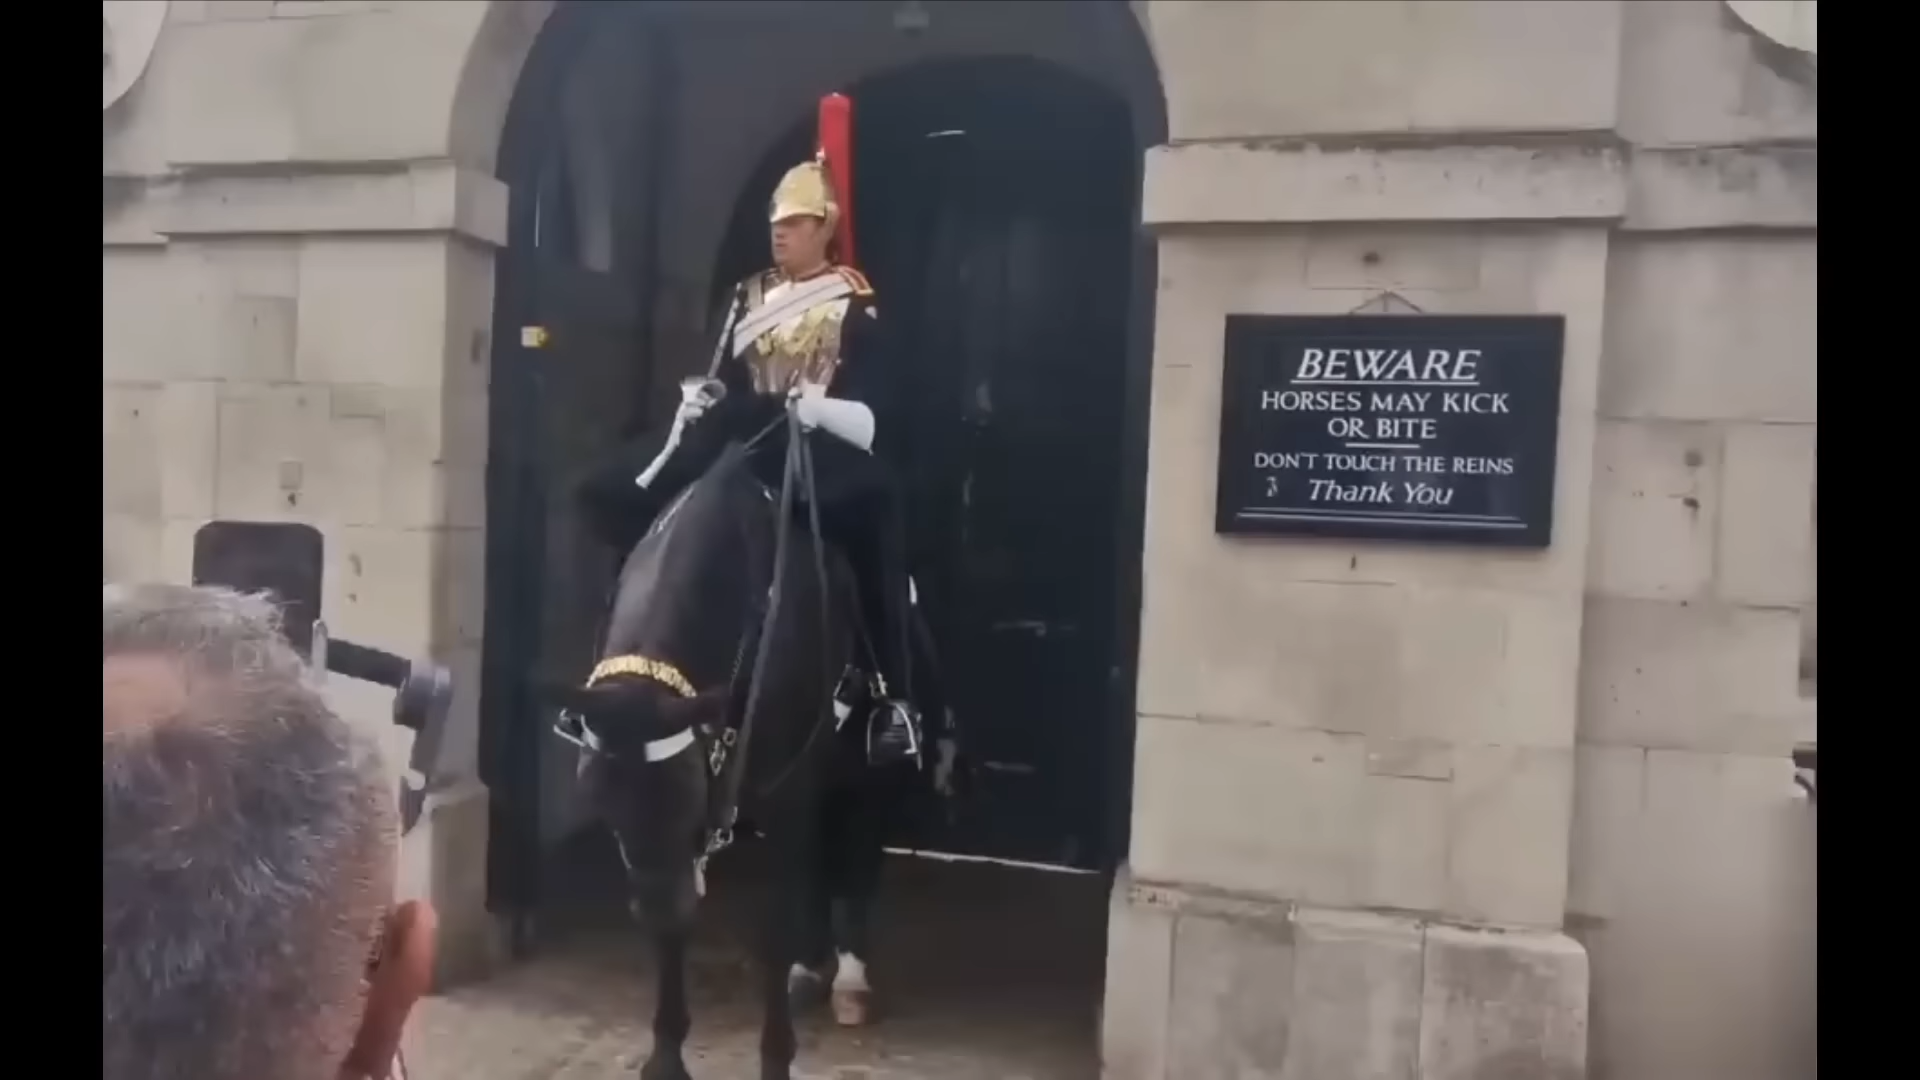 BEWARE
HORSES MAY KICK
OR BITE
DON'T TOUCH THE REINS
Thank You